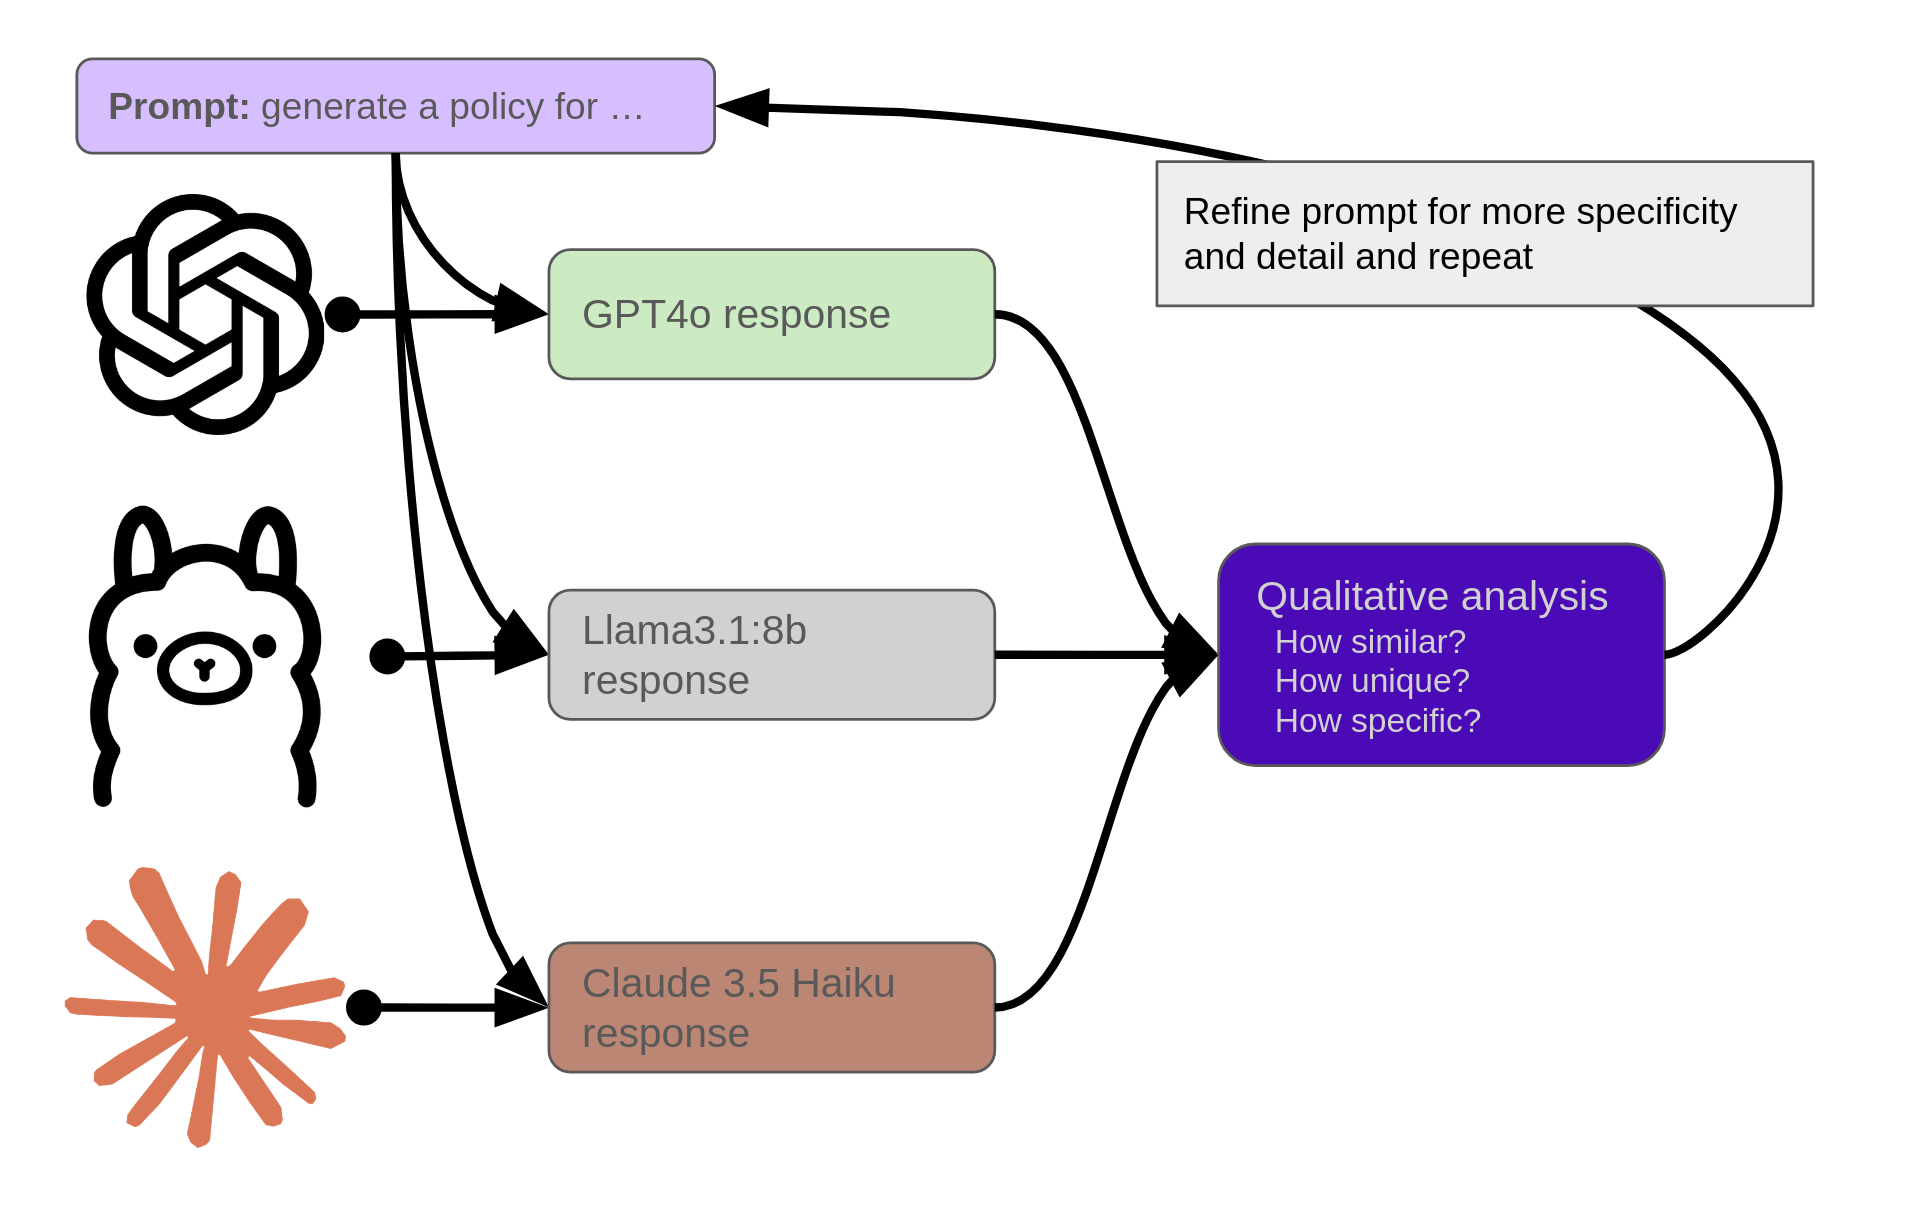 Prompt: generate a policy for …
Refine prompt for more specificity
and detail and repeat
GPT4o response
Llama3.1:8b
response
Qualitative analysis
How similar?
How unique?
How specific?
Claude 3.5 Haiku
response